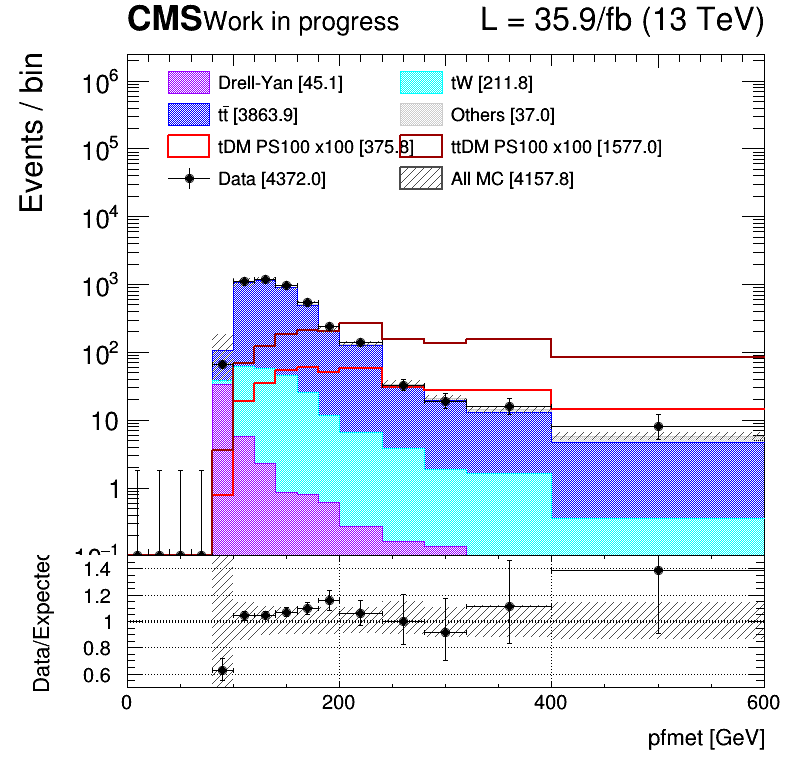 CMS Work in progress L = 35.9/fb (13 TeV)
Events / bin
10⁶
10⁵
10⁴
10³
10²
10
1
10⁻¹
Drell-Yan [45.1] tW [211.8]
tt̄ [3863.9] Others [37.0]
tDM PS100 x100 [375.8] ttDM PS100 x100 [1577.0]
Data [4372.0] All MC [4157.8]
Data/Expected
1.4
1.2
1
0.8
0.6
0 200 400 600
pfmet [GeV]